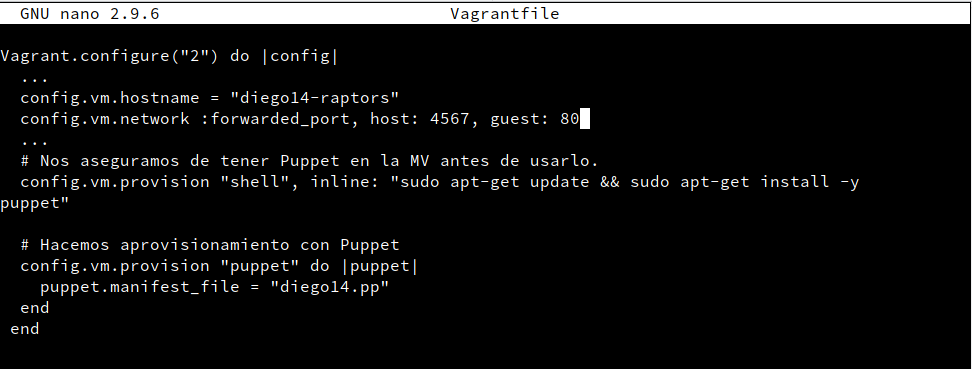 GNU nano 2.9.6 Vagrantfile
Vagrant.configure("2") do |config|
...
config.vm.hostname = "diego14-raptors"
config.vm.network :forwarded_port, host: 4567, guest: 80
...
# Nos aseguramos de tener Puppet en la MV antes de usarlo.
config.vm.provision "shell", inline: "sudo apt-get update && sudo apt-get install -y
puppet"
# Hacemos aprovisionamiento con Puppet
config.vm.provision "puppet" do |puppet|
puppet.manifest_file = "diego14.pp"
end
end